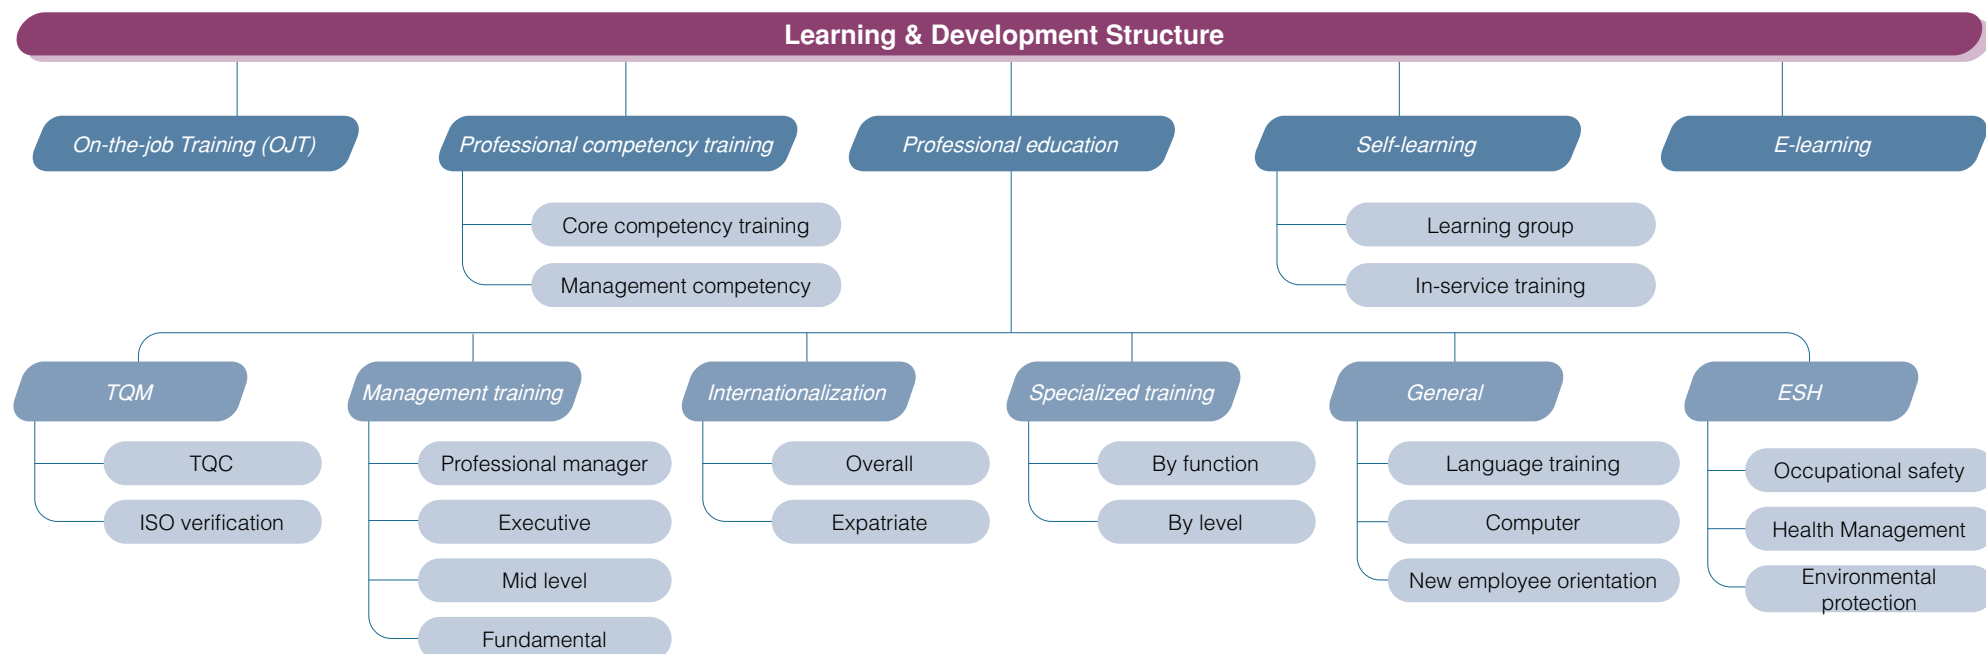 Learning & Development Structure
On-the-job Training (OJT)
Professional competency training
Professional education
Self-learning
E-learning
Core competency training
Management competency
Learning group
In-service training
TQM
Management training
Internationalization
Specialized training
General
ESH
TQC
ISO verification
Professional manager
Executive
Mid level
Fundamental
Overall
Expatriate
By function
By level
Language training
Computer
New employee orientation
Occupational safety
Health Management
Environmental
protection